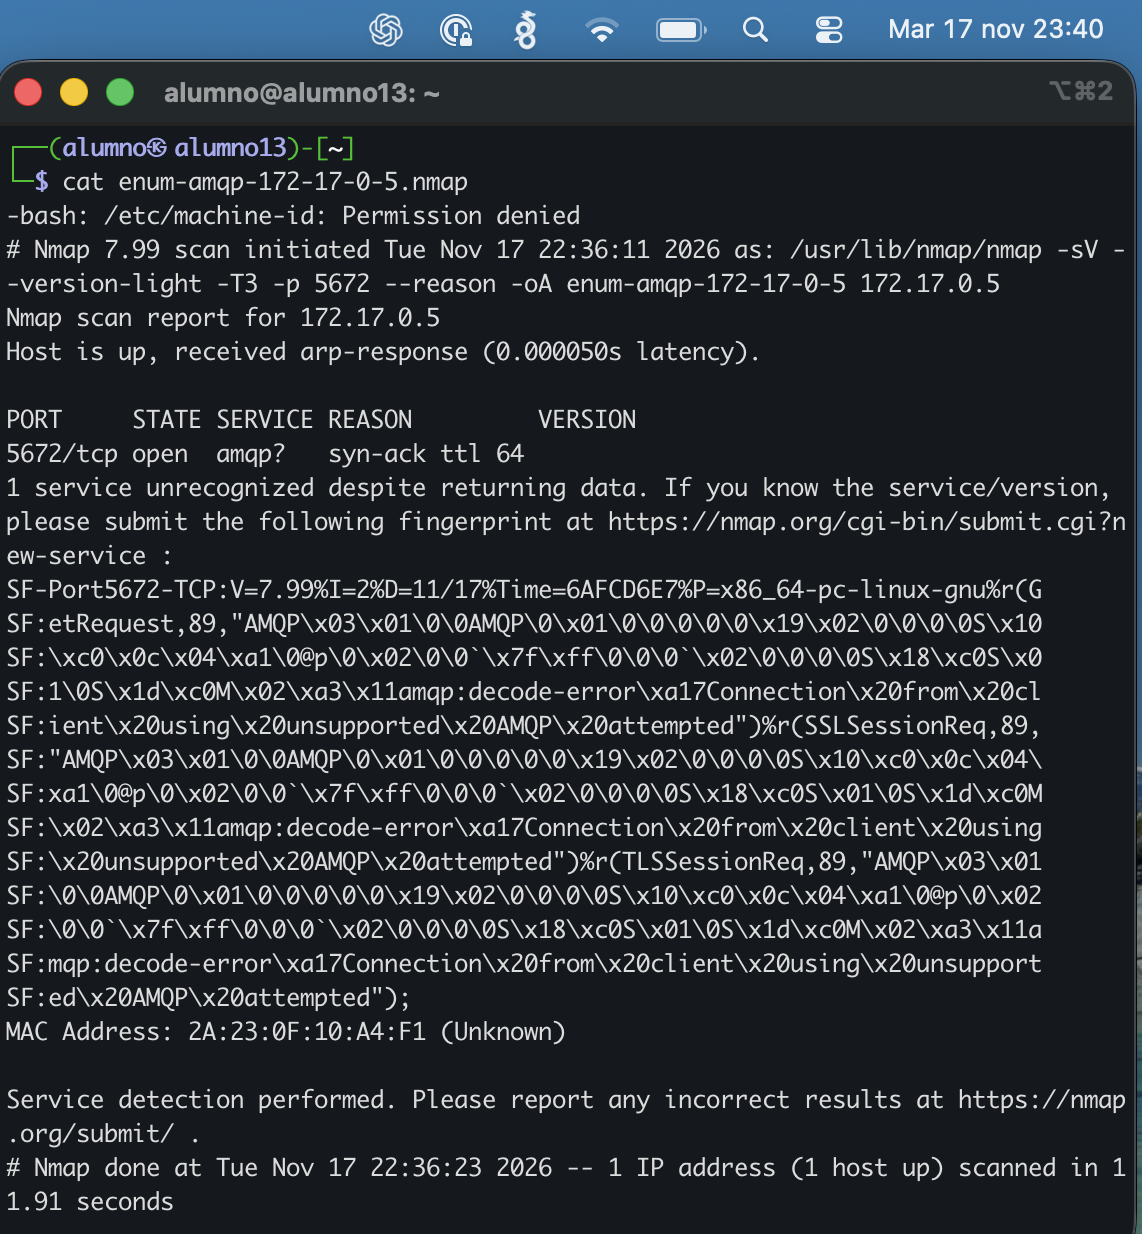 Mar 17 nov 23:40
alumno@alumno13: ~
⌥⌘2
┌──(alumno㉿ alumno13)-[~]
└─$ cat enum-amqp-172-17-0-5.nmap
-bash: /etc/machine-id: Permission denied
# Nmap 7.99 scan initiated Tue Nov 17 22:36:11 2026 as: /usr/lib/nmap/nmap -sV -
-version-light -T3 -p 5672 --reason -oA enum-amqp-172-17-0-5 172.17.0.5
Nmap scan report for 172.17.0.5
Host is up, received arp-response (0.000050s latency).
PORT     STATE SERVICE REASON         VERSION
5672/tcp open  amqp?   syn-ack ttl 64
1 service unrecognized despite returning data. If you know the service/version,
please submit the following fingerprint at https://nmap.org/cgi-bin/submit.cgi?n
ew-service :
SF-Port5672-TCP:V=7.99%I=2%D=11/17%Time=6AFCD6E7%P=x86_64-pc-linux-gnu%r(G
SF:etRequest,89,"AMQP\x03\x01\0\0AMQP\0\x01\0\0\0\0\0\x19\x02\0\0\0\0S\x10
SF:\xc0\x0c\x04\xa1\0@p\0\x02\0\0`\x7f\xff\0\0\0`\x02\0\0\0\0S\x18\xc0S\x0
SF:1\0S\x1d\xc0M\x02\xa3\x11amqp:decode-error\xa17Connection\x20from\x20cl
SF:ient\x20using\x20unsupported\x20AMQP\x20attempted")%r(SSLSessionReq,89,
SF:"AMQP\x03\x01\0\0AMQP\0\x01\0\0\0\0\0\x19\x02\0\0\0\0S\x10\xc0\x0c\x04\
SF:xa1\0@p\0\x02\0\0`\x7f\xff\0\0\0`\x02\0\0\0\0S\x18\xc0S\x01\0S\x1d\xc0M
SF:\x02\xa3\x11amqp:decode-error\xa17Connection\x20from\x20client\x20using
SF:\x20unsupported\x20AMQP\x20attempted")%r(TLSSessionReq,89,"AMQP\x03\x01
SF:\0\0AMQP\0\x01\0\0\0\0\0\x19\x02\0\0\0\0S\x10\xc0\x0c\x04\xa1\0@p\0\x02
SF:\0\0`\x7f\xff\0\0\0`\x02\0\0\0\0S\x18\xc0S\x01\0S\x1d\xc0M\x02\xa3\x11a
SF:mqp:decode-error\xa17Connection\x20from\x20client\x20using\x20unsupport
SF:ed\x20AMQP\x20attempted");
MAC Address: 2A:23:0F:10:A4:F1 (Unknown)
Service detection performed. Please report any incorrect results at https://nmap
.org/submit/ .
# Nmap done at Tue Nov 17 22:36:23 2026 -- 1 IP address (1 host up) scanned in 1
1.91 seconds